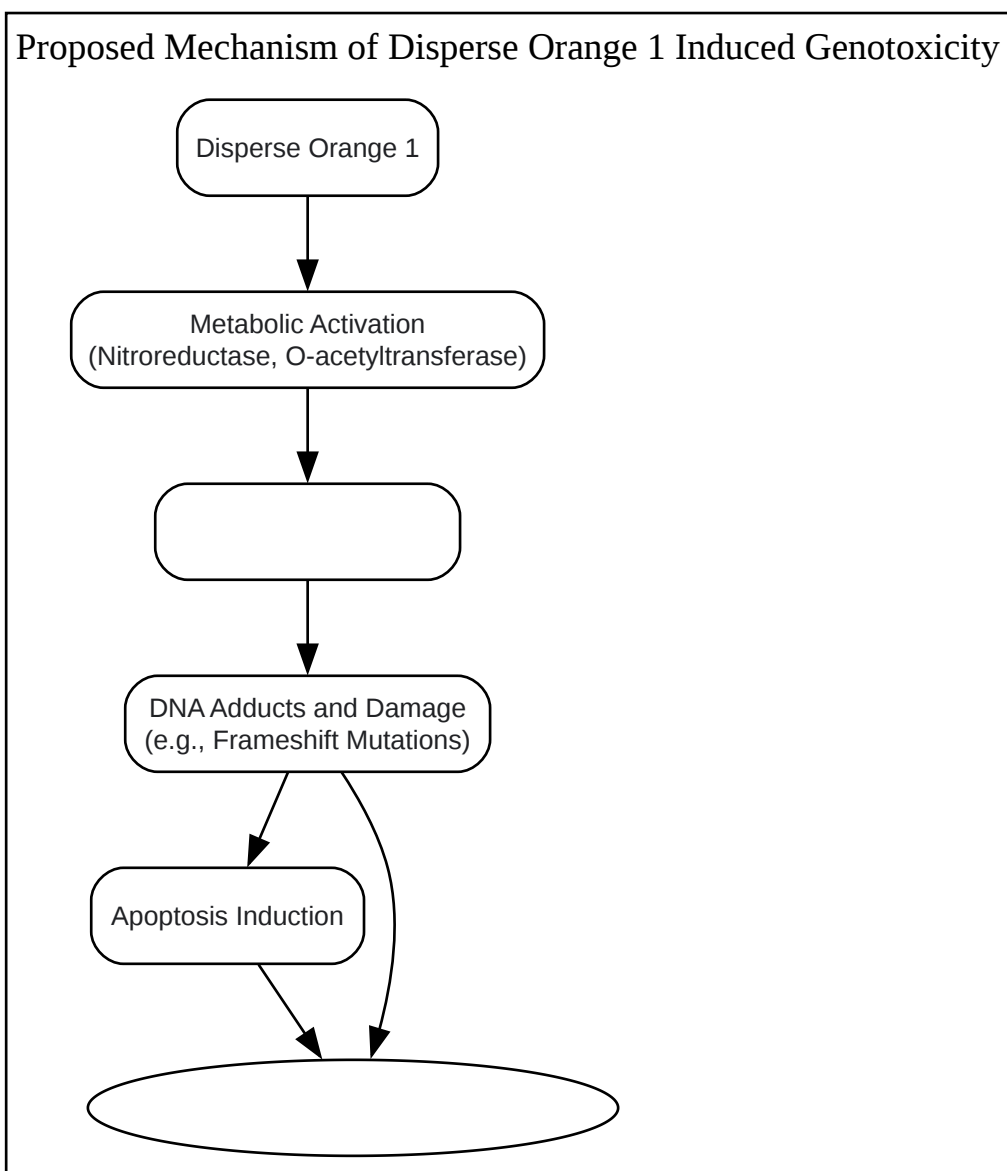 Proposed Mechanism of Disperse Orange 1 Induced Genotoxicity
Disperse Orange 1
Metabolic Activation
(Nitroreductase, O-acetyltransferase)
DNA Adducts and Damage
(e.g., Frameshift Mutations)
Apoptosis Induction